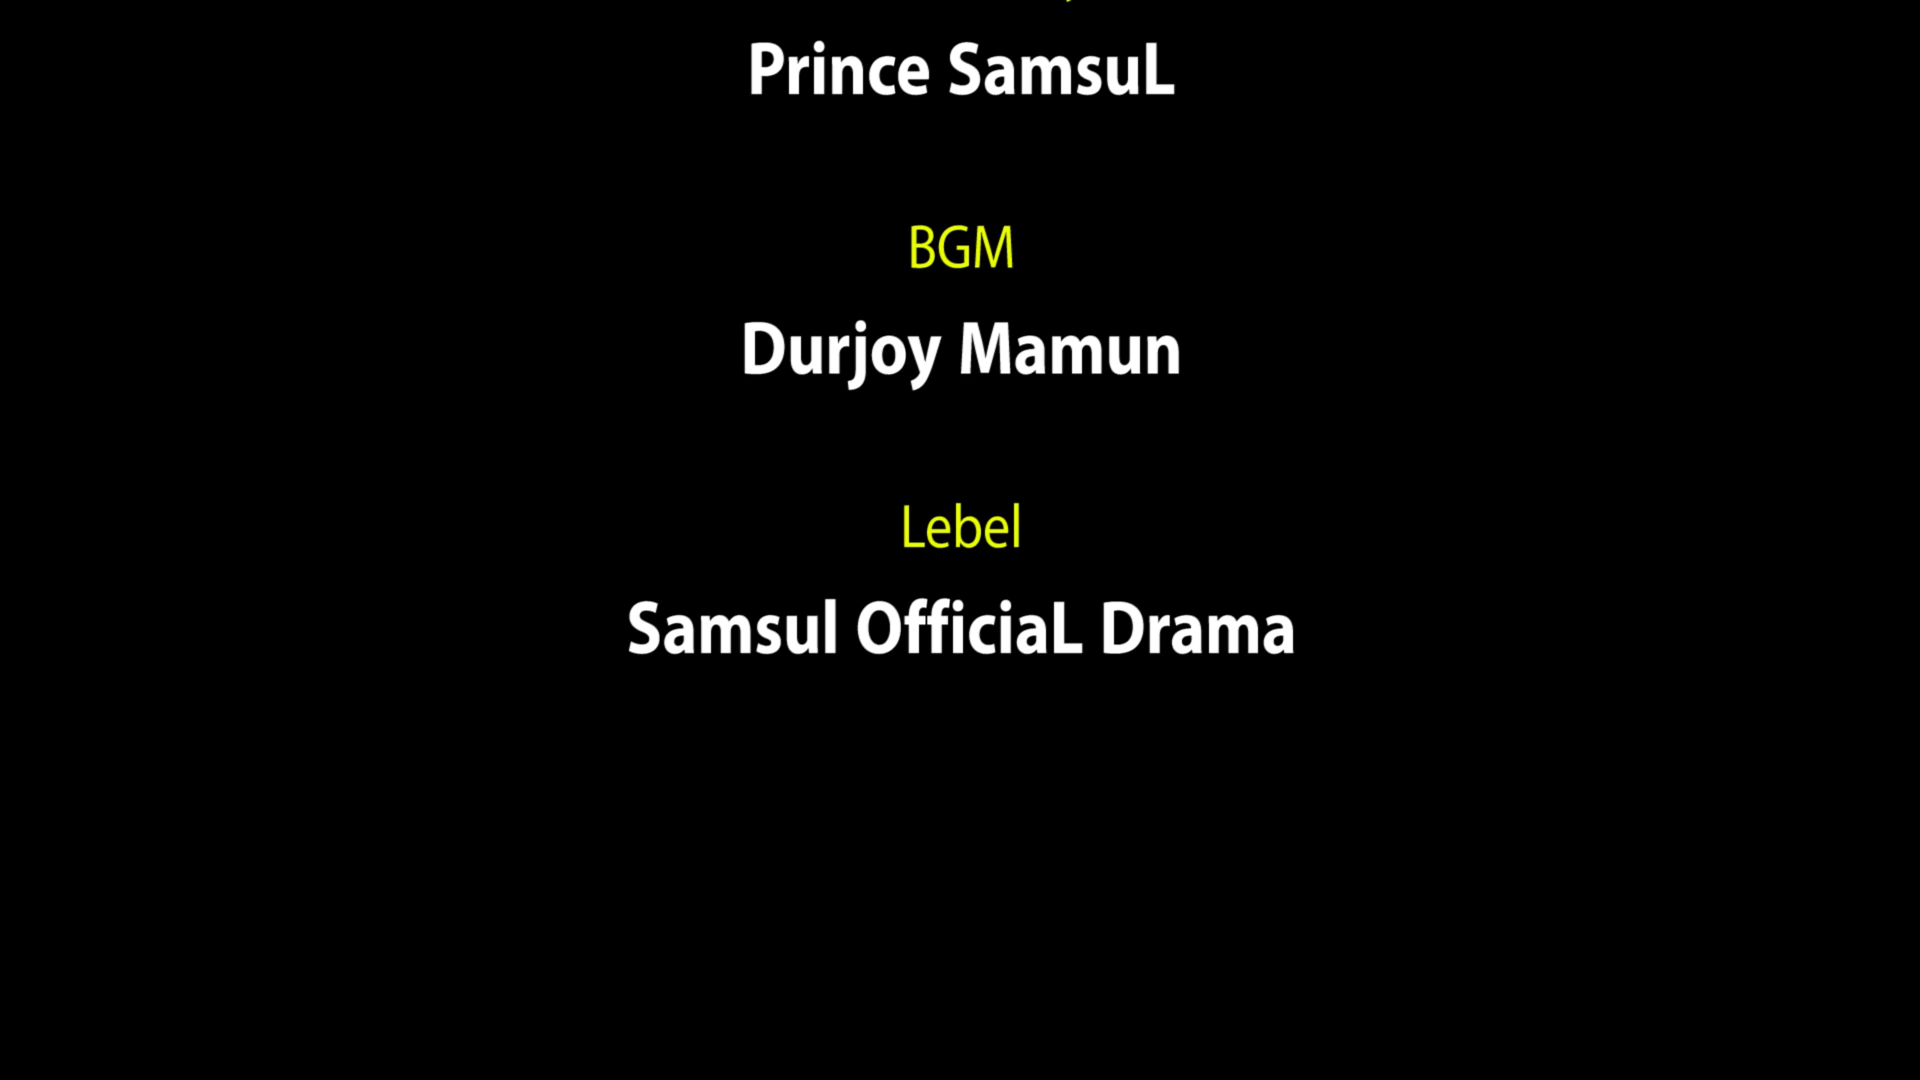 Prince SamsuL
BGM
Durjoy Mamun
Lebel
Samsul OfficiaL Drama